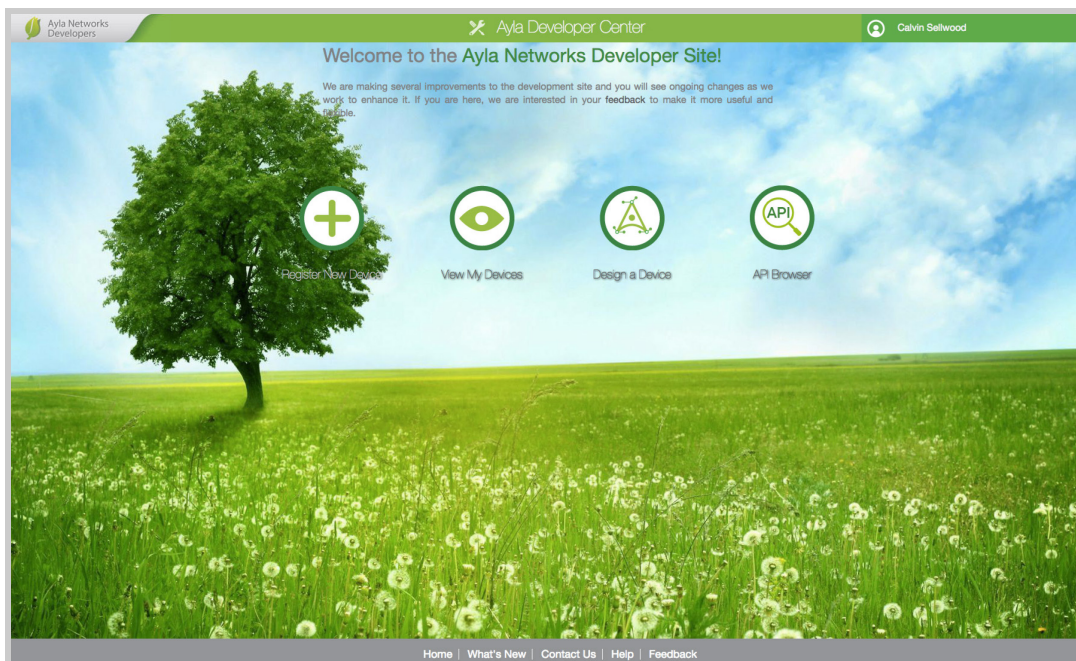 Ayla Networks
Developers
Ayla Developer Center
Calvin Sellwood
Welcome to the Ayla Networks Developer Site!
We are making several improvements to the development site and you will see ongoing changes as we
work to enhance it. If you are here, we are interested in your feedback to make it more useful and
flexible.
API
Register New Device
View My Devices
Design a Device
API Browser
Home | What's New | Contact Us | Help | Feedback